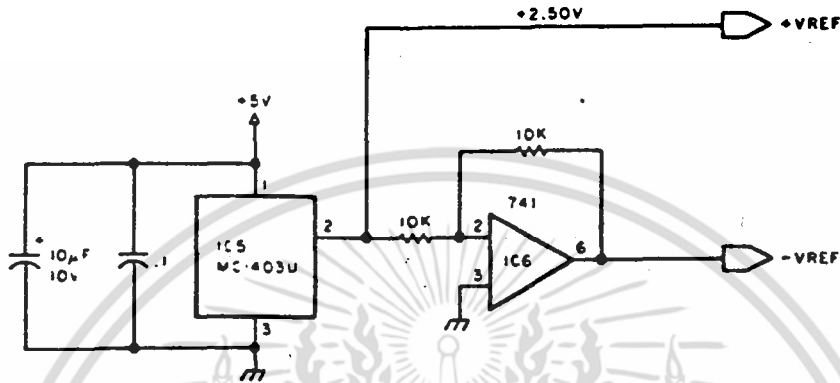 +2.50V
+VREF
+5V
1
10K
IC5
MC-403U
2
10K
741
2
3
IC6
6
-VREF
+
10µF
10V
.1
3